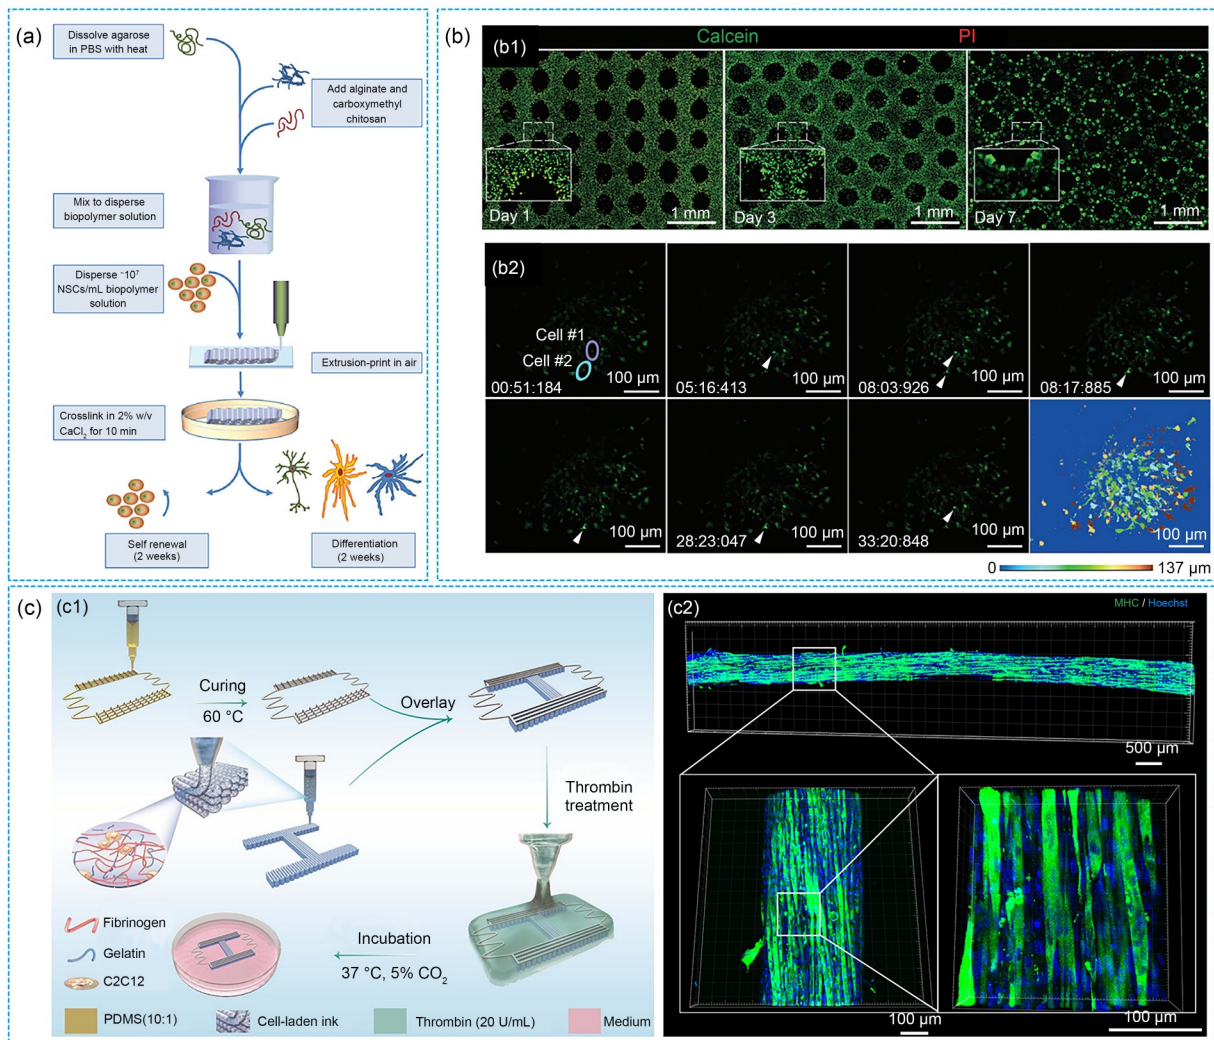 (a)
Dissolve agarose
in PBS with heat
Add alginate and
carboxymethyl
chitosan
Mix to disperse
biopolymer solution
Disperse ~10⁷
NSCs/mL biopolymer
solution
Extrusion-print in air
Crosslink in 2% w/v
CaCl₂ for 10 min
Self renewal
(2 weeks)
Differentiation
(2 weeks)
(b)
(b1)
Calcein
PI
Day 1
1 mm
Day 3
1 mm
Day 7
1 mm
(b2)
Cell #1
Cell #2
00:51:184
100 µm
05:16:413
100 µm
08:03:926
100 µm
08:17:885
100 µm
100 µm
28:23:047
100 µm
33:20:848
100 µm
100 µm
0
137 µm
(c)
(c1)
Curing
60 °C
Overlay
Thrombin
treatment
Incubation
37 °C, 5% CO₂
Fibrinogen
Gelatin
C2C12
PDMS(10:1)
Cell-laden ink
Thrombin (20 U/mL)
Medium
(c2)
MHC / Hoechst
500 µm
100 µm
100 µm